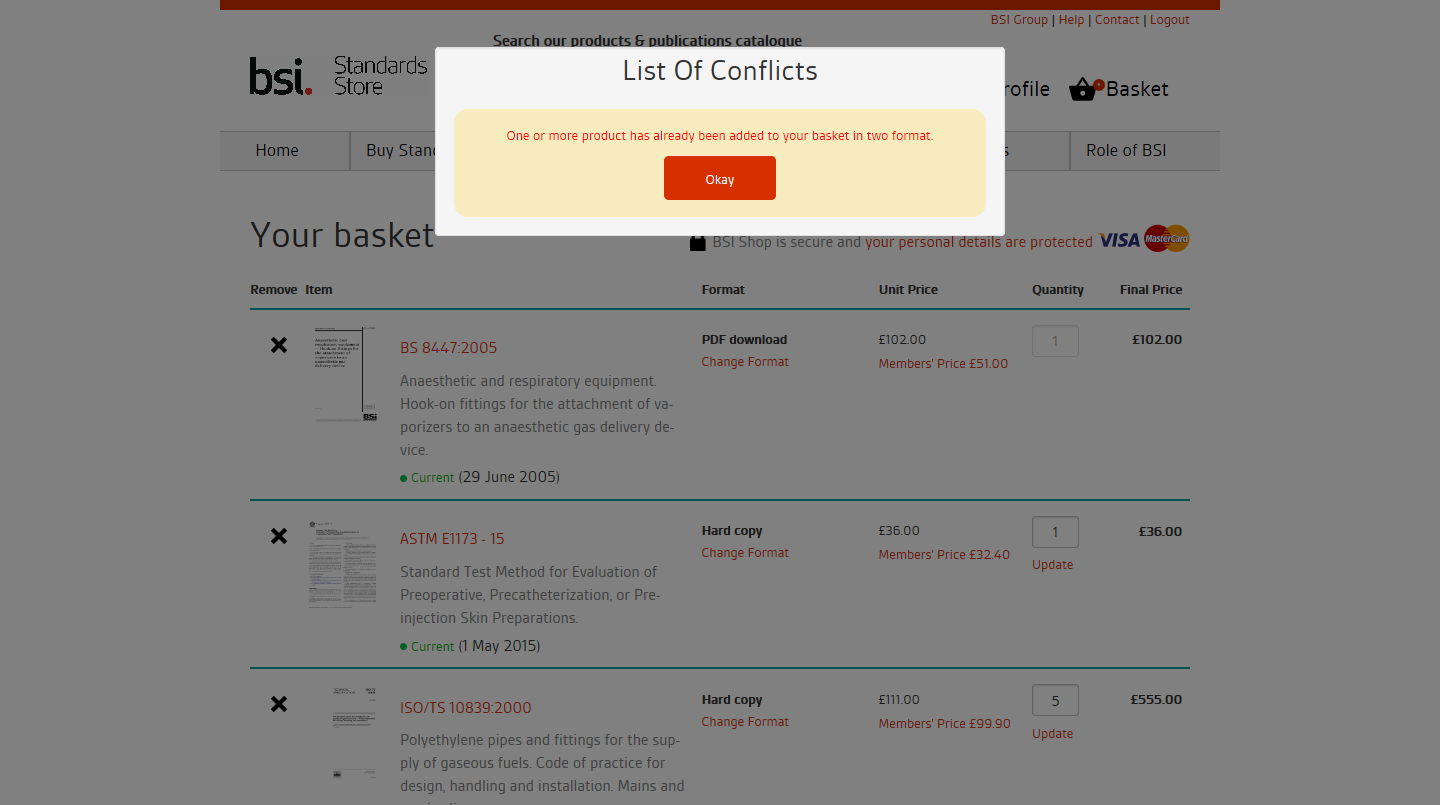 BSI Group | Help | Contact | Logout
Search our products & publications catalogue
bsi. Standards
Store
List Of Conflicts
rofile
Basket
One or more product has already been added to your basket in two format.
Okay
Home
Buy Stan
s
Role of BSI
Your basket
BSI Shop is secure and your personal details are protected VISA MasterCard
Remove Item Format Unit Price Quantity Final Price
BS 8447:2005
PDF download £102.00 1 £102.00
Change Format Members' Price £51.00
Anaesthetic and respiratory equipment.
Hook-on fittings for the attachment of va-
porizers to an anaesthetic gas delivery de-
vice.
Current (29 June 2005)
ASTM E1173 - 15
Hard copy £36.00 1 £36.00
Change Format Members' Price £32.40 Update
Standard Test Method for Evaluation of
Preoperative, Precatheterization, or Pre-
injection Skin Preparations.
Current (1 May 2015)
ISO/TS 10839:2000
Hard copy £111.00 5 £555.00
Change Format Members' Price £99.90 Update
Polyethylene pipes and fittings for the sup-
ply of gaseous fuels. Code of practice for
design, handling and installation. Mains and